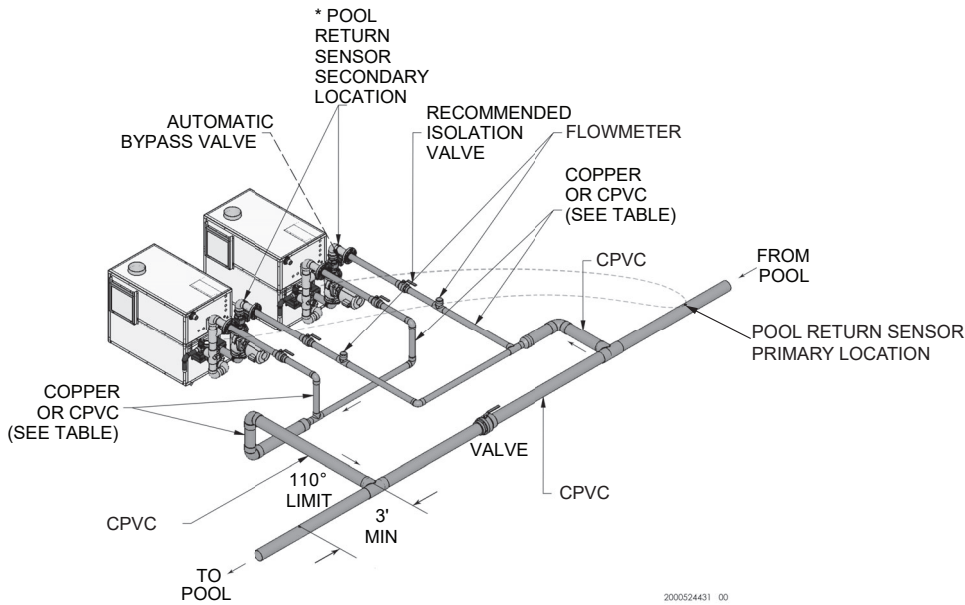 * POOL
RETURN
SENSOR
SECONDARY
LOCATION
AUTOMATIC
BYPASS VALVE
RECOMMENDED
ISOLATION
VALVE
FLOWMETER
COPPER
OR CPVC
(SEE TABLE)
CPVC
FROM
POOL
POOL RETURN SENSOR
PRIMARY LOCATION
COPPER
OR CPVC
(SEE TABLE)
VALVE
CPVC
110°
LIMIT
CPVC
3'
MIN
TO
POOL
2000524431 00